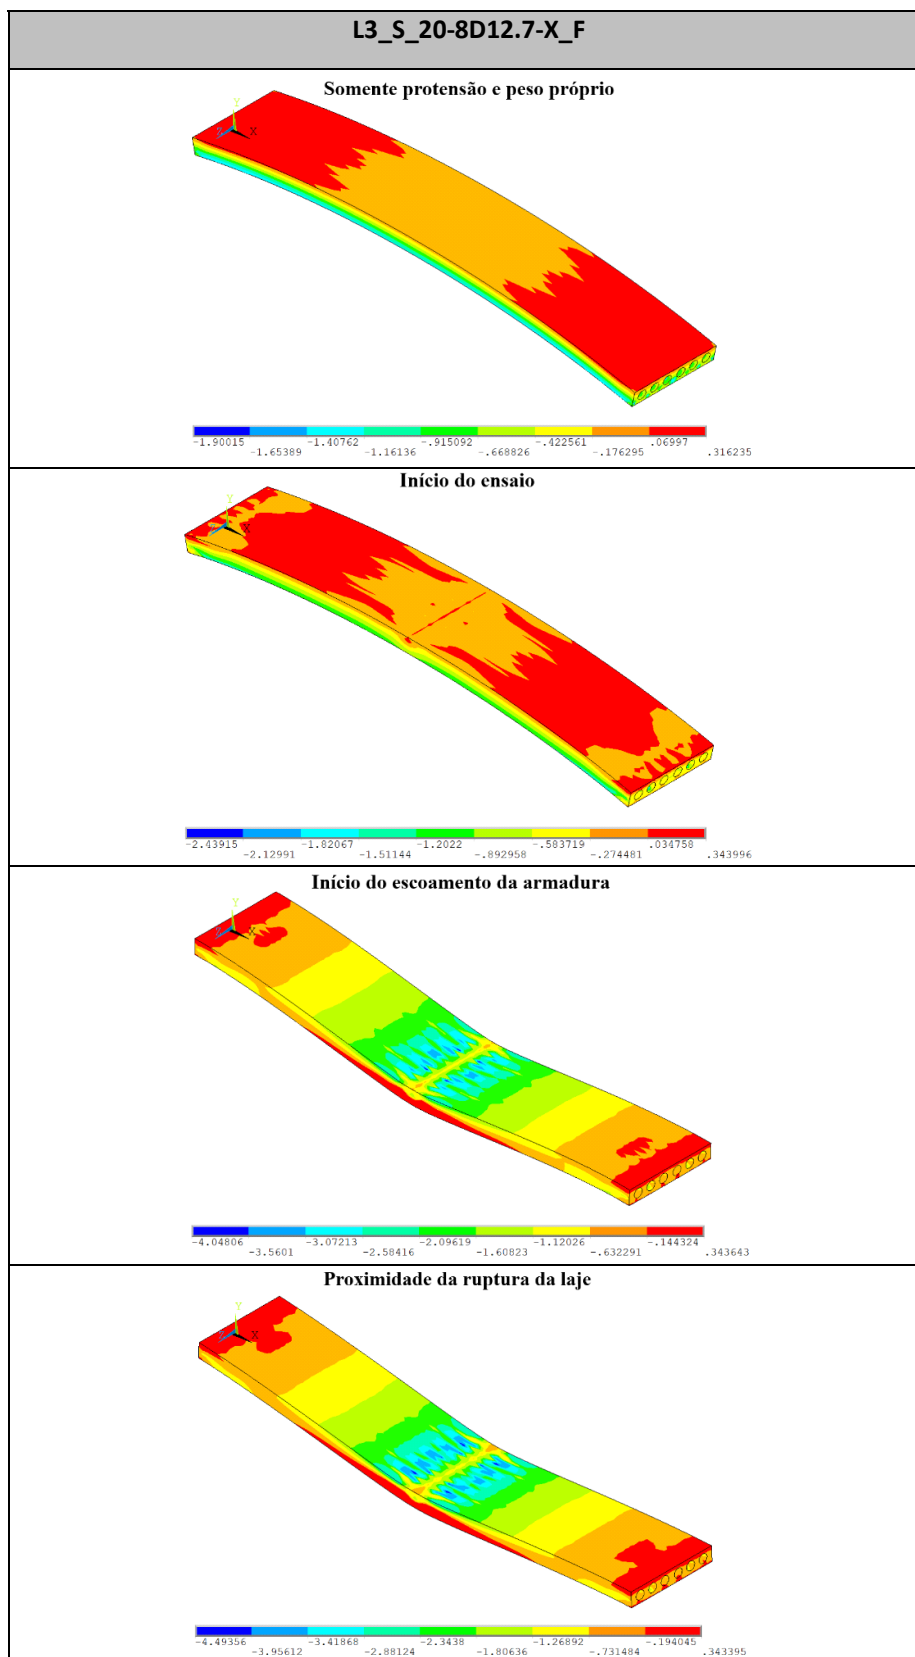 L3_S_20-8D12.7-X_F
Somente protensão e peso próprio
Y
Z
X
-1.90015 -1.40762 -.915092 -.422561 .06997
-1.65389 -1.16136 -.668826 -.176295 .316235
Início do ensaio
Y
-2.43915 -1.82067 -1.2022 -.583719 .034758
-2.12991 -1.51144 -.892958 -.274481 .343996
Início do escoamento da armadura
Y
Z
X
-4.04806 -3.07213 -2.09619 -1.12026 -.144324
-3.5601 -2.58416 -1.60823 -.632291 .343643
Proximidade da ruptura da laje
Y
Z
X
-4.49356 -3.41868 -2.3438 -1.26892 -.194045
-3.95612 -2.88124 -1.80636 -.731484 .343395